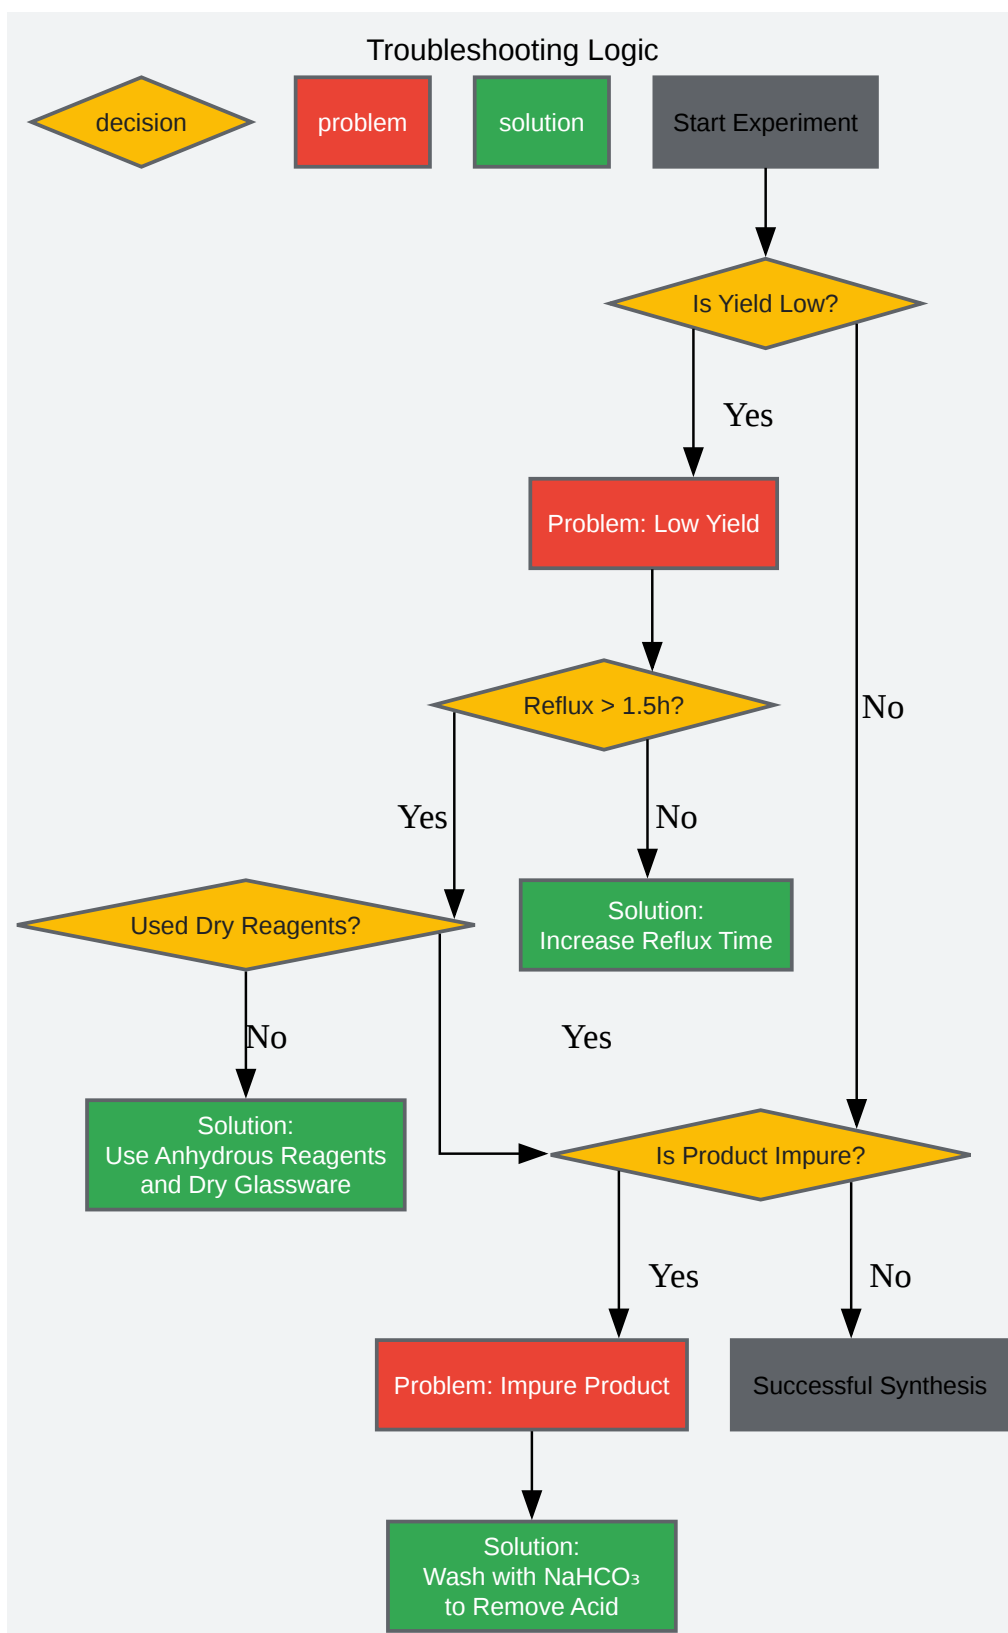 Troubleshooting Logic
decision
problem
solution
Start Experiment
Is Yield Low?
Yes
Problem: Low Yield
Reflux > 1.5h?
No
Yes
No
Used Dry Reagents?
Solution:
Increase Reflux Time
No
Yes
Solution:
Use Anhydrous Reagents
and Dry Glassware
Is Product Impure?
Yes
No
Problem: Impure Product
Successful Synthesis
Solution:
Wash with NaHCO₃
to Remove Acid